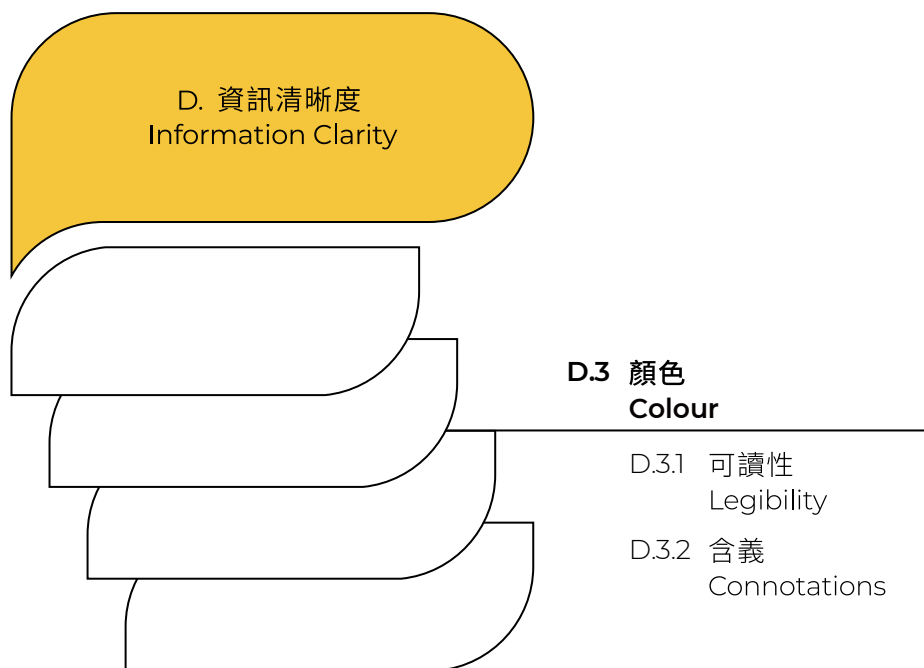 D. 資訊清晰度
Information Clarity
D.3 顏色
Colour
D.3.1 可讀性
Legibility
D.3.2 含義
Connotations